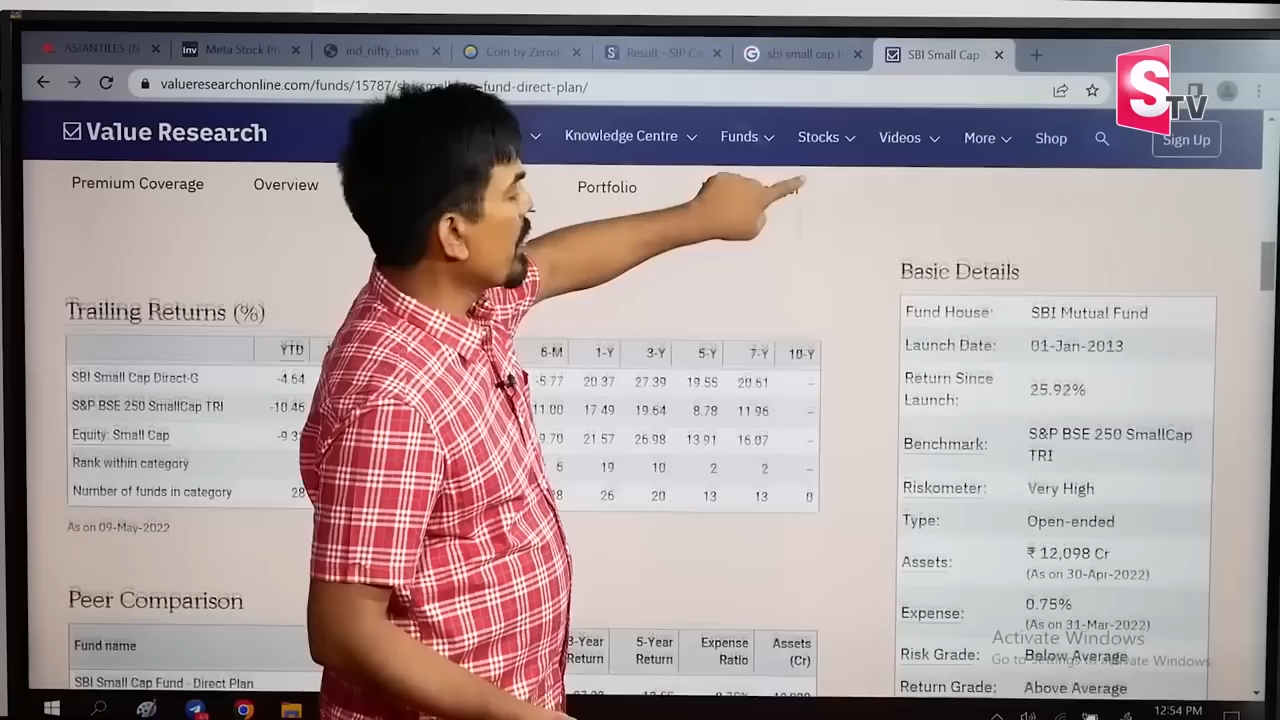 ASIANTILES (N
Inv Meta Stock Pri
ind_nifty_bank
Coin by Zerod
Result – SIP Ca
sbi small cap
SBI Small Cap
valueresearchonline.com/funds/15787/ fund-direct-plan/
STV
Value Research
Knowledge Centre
Funds
Stocks
Videos
More
Shop
Sign Up
Premium Coverage
Overview
Portfolio
Trailing Returns (%)
YTD 6-M 1-Y 3-Y 5-Y 7-Y 10-Y
SBI Small Cap Direct-G -4.64 -5.77 20.37 27.39 19.55 20.61 --
S&P BSE 250 SmallCap TRI -10.46 11.00 17.49 19.64 8.78 11.96 --
Equity: Small Cap 9.70 21.57 26.98 13.91 16.07 --
Rank within category 19 10 2 2 --
Number of funds in category 28 26 20 13 13 0
As on 09-May-2022
Peer Comparison
Fund name 3-Year Return 5-Year Return Expense Ratio Assets (Cr)
SBI Small Cap Fund - Direct Plan
Basic Details
Fund House: SBI Mutual Fund
Launch Date: 01-Jan-2013
Return Since Launch: 25.92%
Benchmark: S&P BSE 250 SmallCap TRI
Riskometer: Very High
Type: Open-ended
Assets: ₹ 12,098 Cr
(As on 30-Apr-2022)
Expense: 0.75%
(As on 31-Mar-2022)
Risk Grade: Below Average
Return Grade: Above Average
Activate Windows
Go to Settings to Activate Windows.
12:54 PM